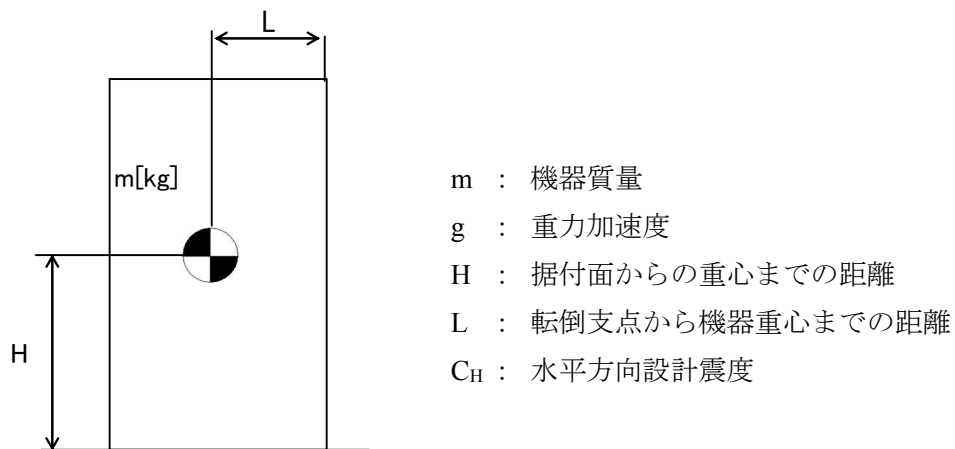 L
m[kg]
H
m : 機器質量
g : 重力加速度
H : 据付面からの重心までの距離
L : 転倒支点から機器重心までの距離
CH : 水平方向設計震度